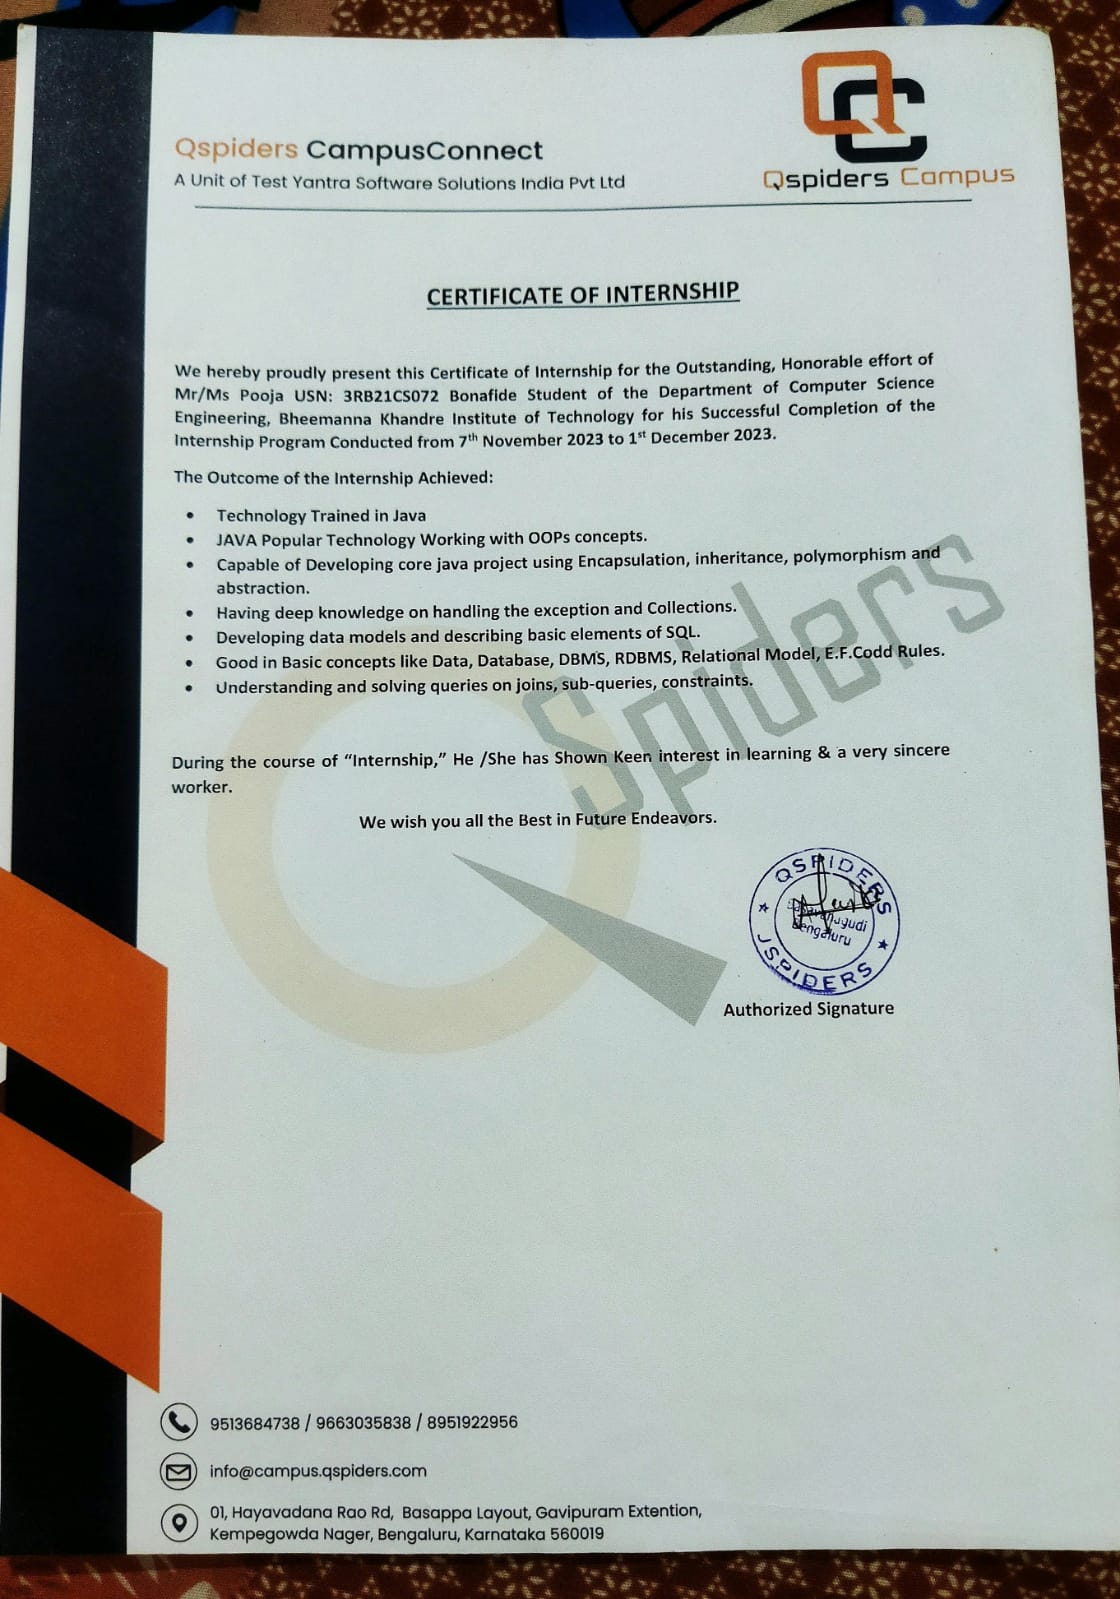 Qspiders CampusConnect
A Unit of Test Yantra Software Solutions India Pvt Ltd
QC
Qspiders Campus
CERTIFICATE OF INTERNSHIP
We hereby proudly present this Certificate of Internship for the Outstanding, Honorable effort of
Mr/Ms Pooja USN: 3RB21CS072 Bonafide Student of the Department of Computer Science
Engineering, Bheemanna Khandre Institute of Technology for his Successful Completion of the
Internship Program Conducted from 7th November 2023 to 1st December 2023.
The Outcome of the Internship Achieved:
• Technology Trained in Java
• JAVA Popular Technology Working with OOPs concepts.
• Capable of Developing core java project using Encapsulation, inheritance, polymorphism and
abstraction.
• Having deep knowledge on handling the exception and Collections.
• Developing data models and describing basic elements of SQL.
• Good in Basic concepts like Data, Database, DBMS, RDBMS, Relational Model, E.F.Codd Rules.
• Understanding and solving queries on joins, sub-queries, constraints.
QSpiders
During the course of “Internship,” He /She has Shown Keen interest in learning & a very sincere
worker.
We wish you all the Best in Future Endeavors.
QSPIDERS
Bengaluru
JSPIDERS
Authorized Signature
9513684738 / 9663035838 / 8951922956
info@campus.qspiders.com
01, Hayavadana Rao Rd, Basappa Layout, Gavipuram Extention,
Kempegowda Nager, Bengaluru, Karnataka 560019